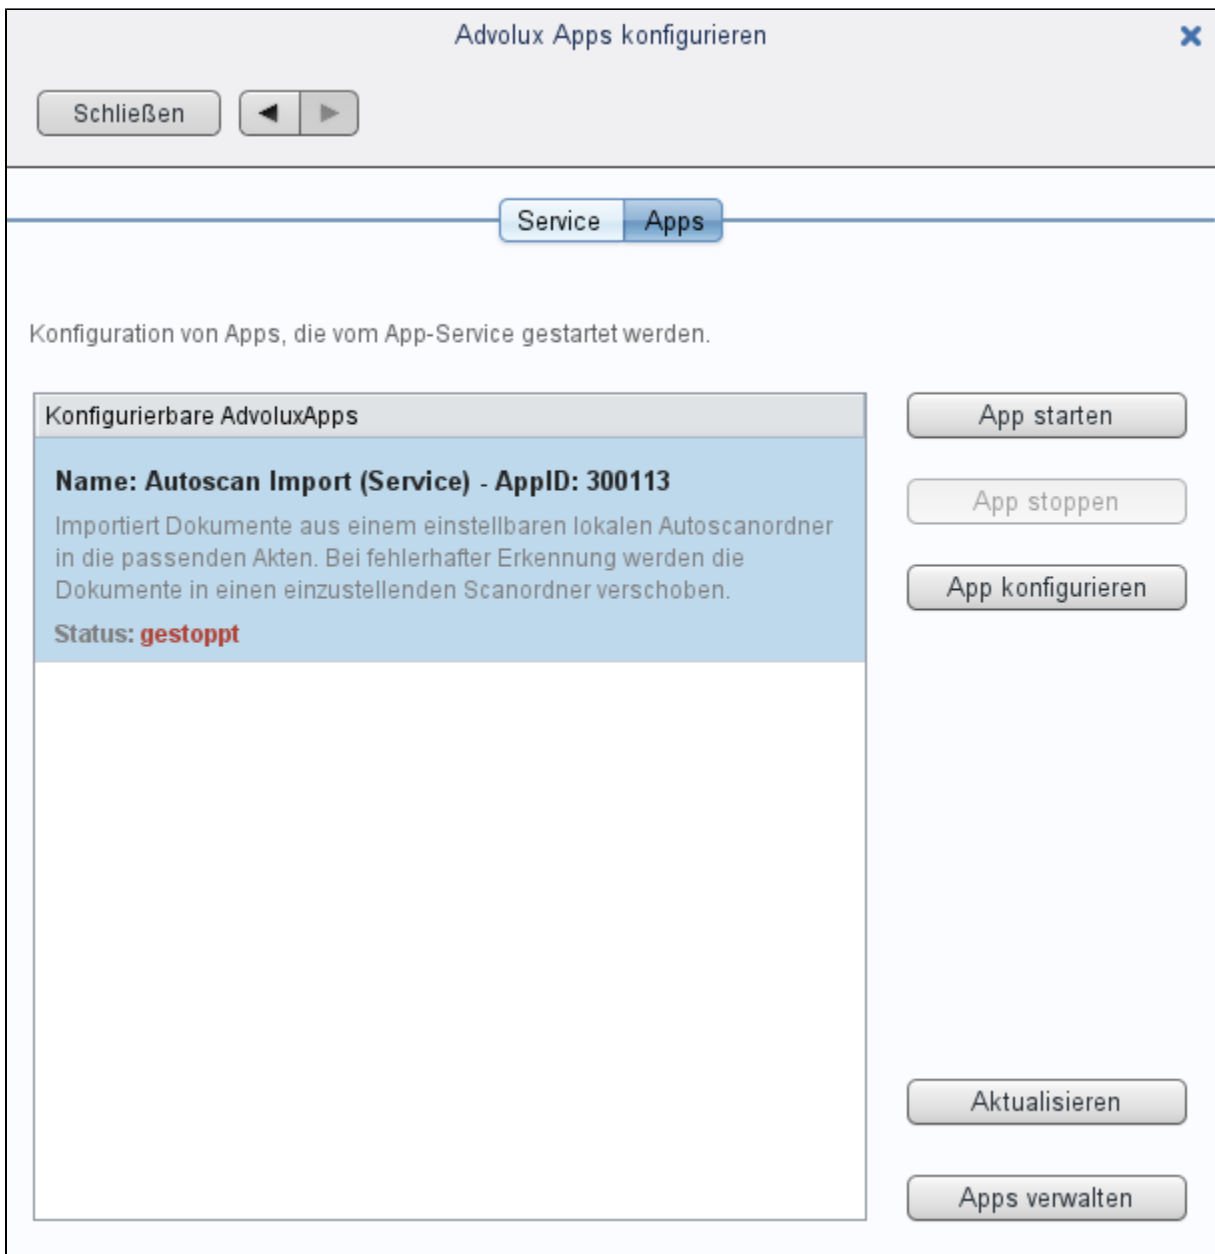 Advolux Apps konfigurieren
Schließen
Service Apps
Konfiguration von Apps, die vom App-Service gestartet werden.
Konfigurierbare AdvoluxApps
App starten
Name: Autoscan Import (Service) - AppID: 300113
Importiert Dokumente aus einem einstellbaren lokalen Autoscanordner
in die passenden Akten. Bei fehlerhafter Erkennung werden die
Dokumente in einen einzustellenden Scanordner verschoben.
Status: gestoppt
App stoppen
App konfigurieren
Aktualisieren
Apps verwalten